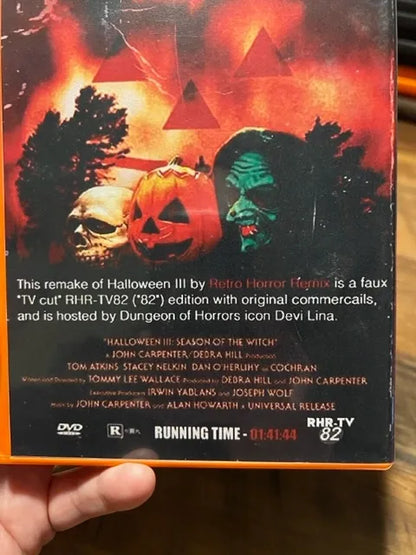 This remake of Halloween III by Retro Horror Remix is a faux
"TV cut" RHR-TV82 ("82") edition with original commercails,
and is hosted by Dungeon of Horrors icon Devi Lina.
"HALLOWEEN III: SEASON OF THE WITCH"
A JOHN CARPENTER/DEBRA HILL Production
TOM ATKINS STACEY NELKIN DAN O'HERLIHY AS COCHRAN
Written and Directed by TOMMY LEE WALLACE Produced by DEBRA HILL and JOHN CARPENTER
Executive Producers IRWIN YABLANS and JOSEPH WOLF
Music by JOHN CARPENTER and ALAN HOWARTH A UNIVERSAL RELEASE
DVD R RUNNING TIME - 01:41:44 RHR-TV
82